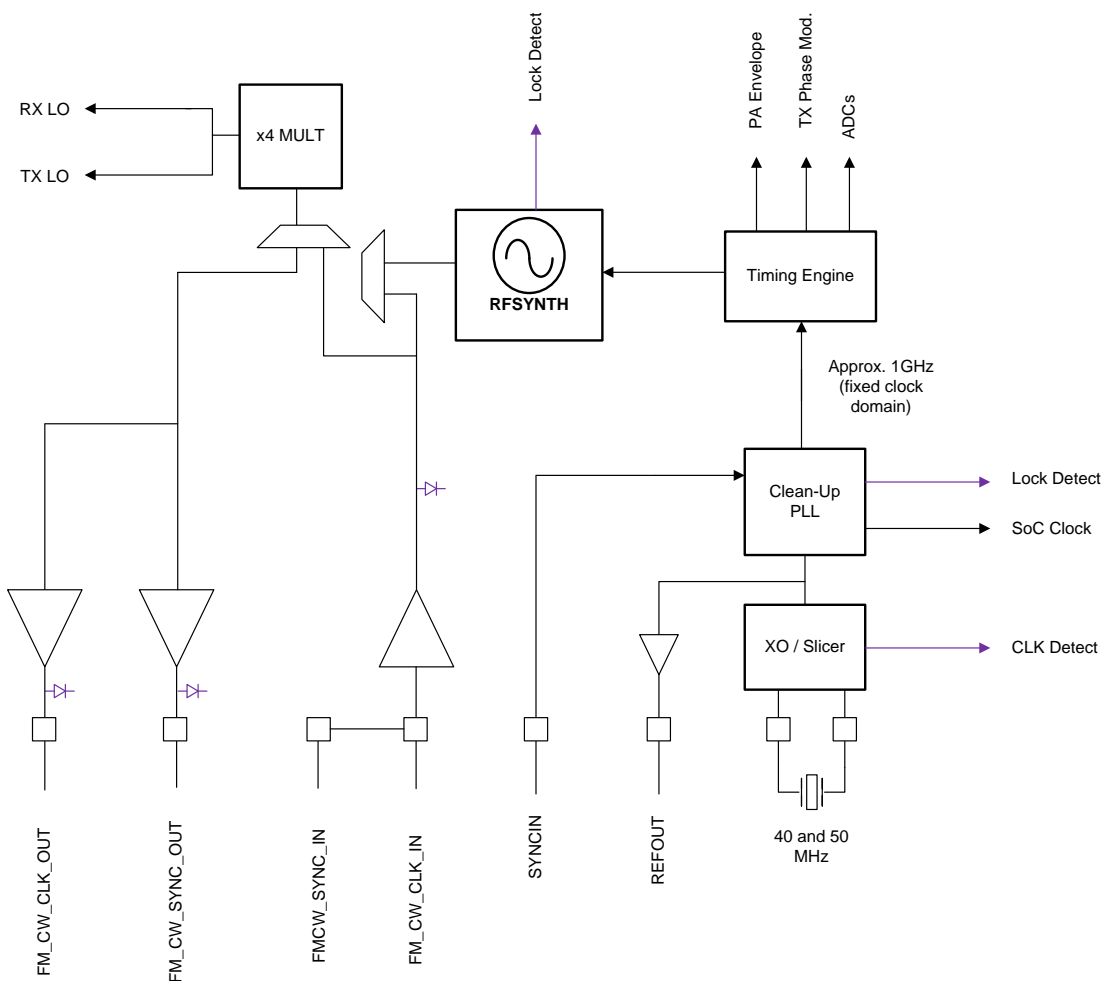 Lock Detect
PA Envelope
TX Phase Mod.
ADCs
RX LO
x4 MULT
TX LO
RFSYNTH
Timing Engine
Approx. 1GHz
(fixed clock
domain)
Clean-Up
PLL
Lock Detect
SoC Clock
XO / Slicer
CLK Detect
40 and 50
MHz
FM_CW_CLK_OUT
FM_CW_SYNC_OUT
FMCW_SYNC_IN
FM_CW_CLK_IN
SYNCIN
REFOUT